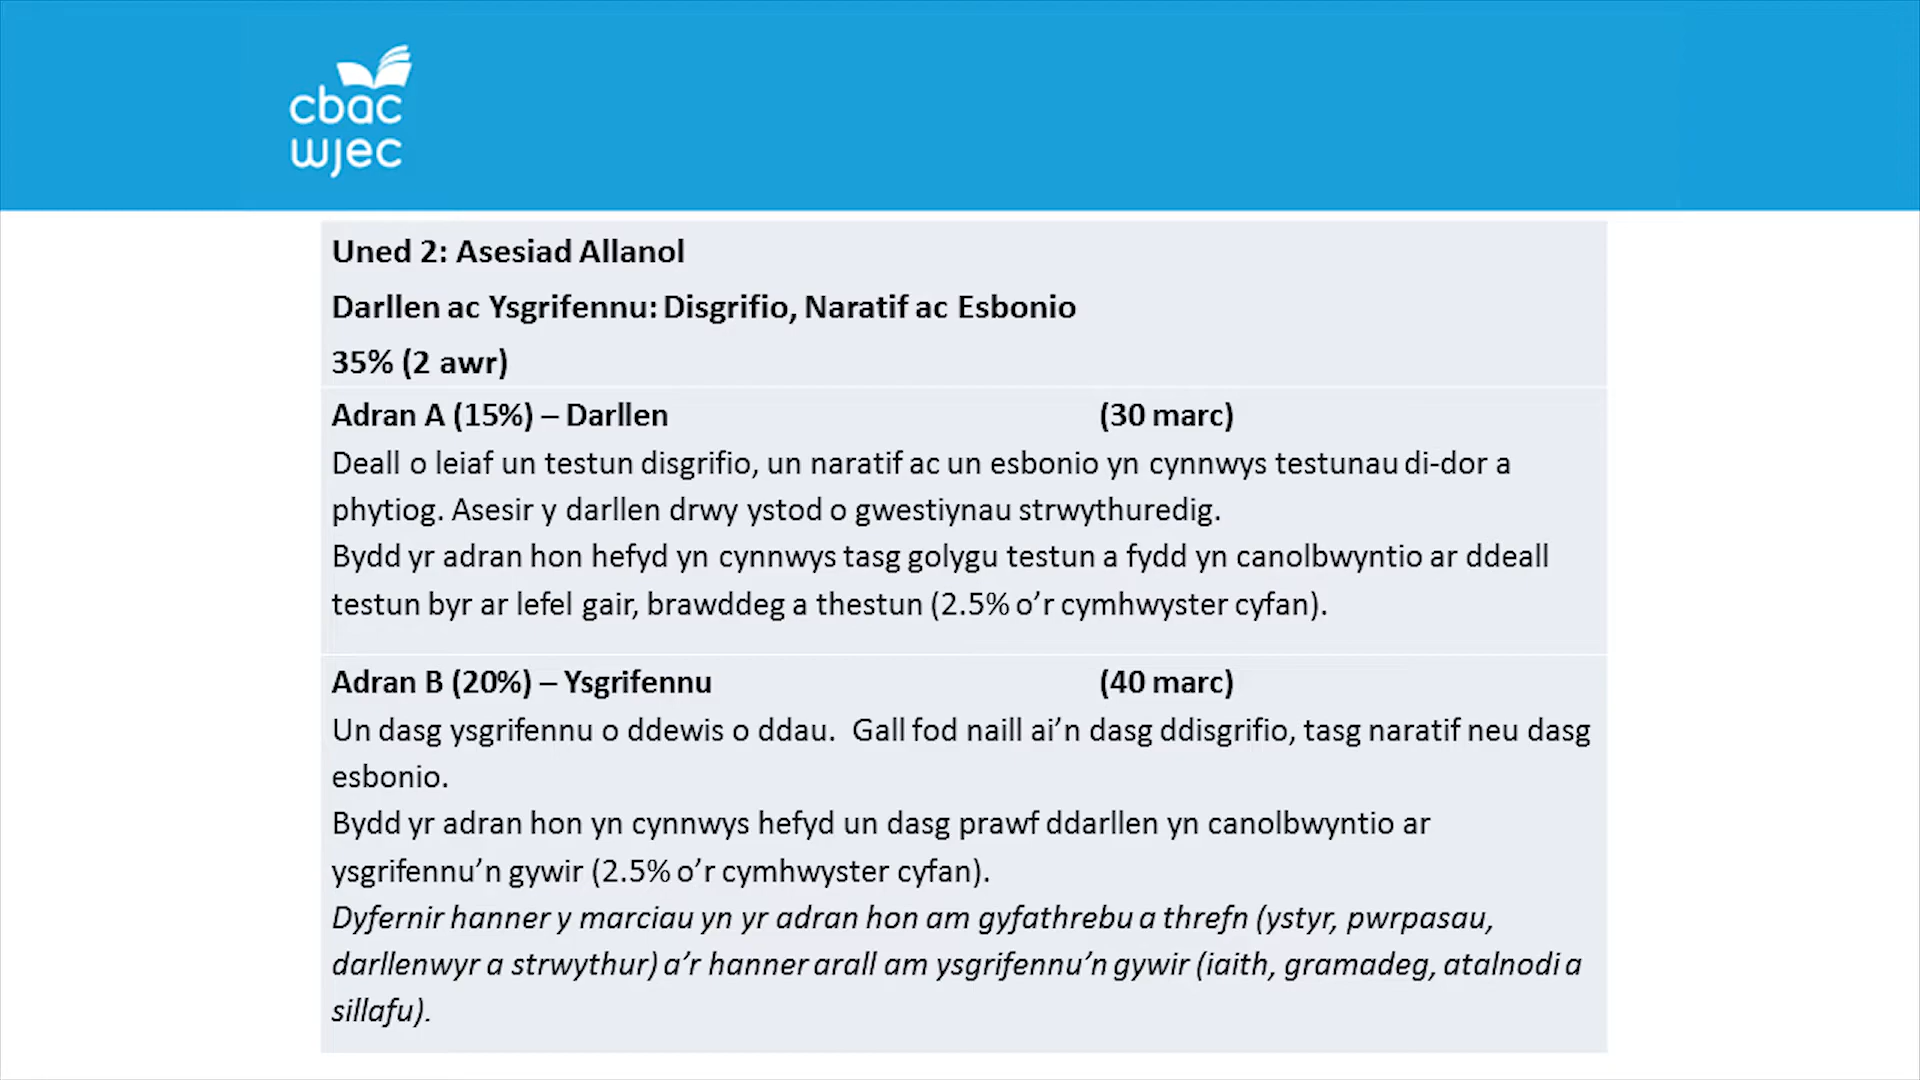 cbac
wjec
Uned 2: Asesiad Allanol
Darllen ac Ysgrifennu: Disgrifio, Naratif ac Esbonio
35% (2 awr)
Adran A (15%) – Darllen (30 marc)
Deall o leiaf un testun disgrifio, un naratif ac un esbonio yn cynnwys testunau di-dor a
phytiog. Asesir y darllen drwy ystod o gwestiynau strwythuredig.
Bydd yr adran hon hefyd yn cynnwys tasg golygu testun a fydd yn canolbwyntio ar ddeall
testun byr ar lefel gair, brawddeg a thestun (2.5% o’r cymhwyster cyfan).
Adran B (20%) – Ysgrifennu (40 marc)
Un dasg ysgrifennu o ddewis o ddau. Gall fod naill ai’n dasg ddisgrifio, tasg naratif neu dasg
esbonio.
Bydd yr adran hon yn cynnwys hefyd un dasg prawf ddarllen yn canolbwyntio ar
ysgrifennu’n gywir (2.5% o’r cymhwyster cyfan).
Dyfernir hanner y marciau yn yr adran hon am gyfathrebu a threfn (ystyr, pwrpasau,
darllenwyr a strwythur) a’r hanner arall am ysgrifennu’n gywir (iaith, gramadeg, atalnodi a
sillafu).